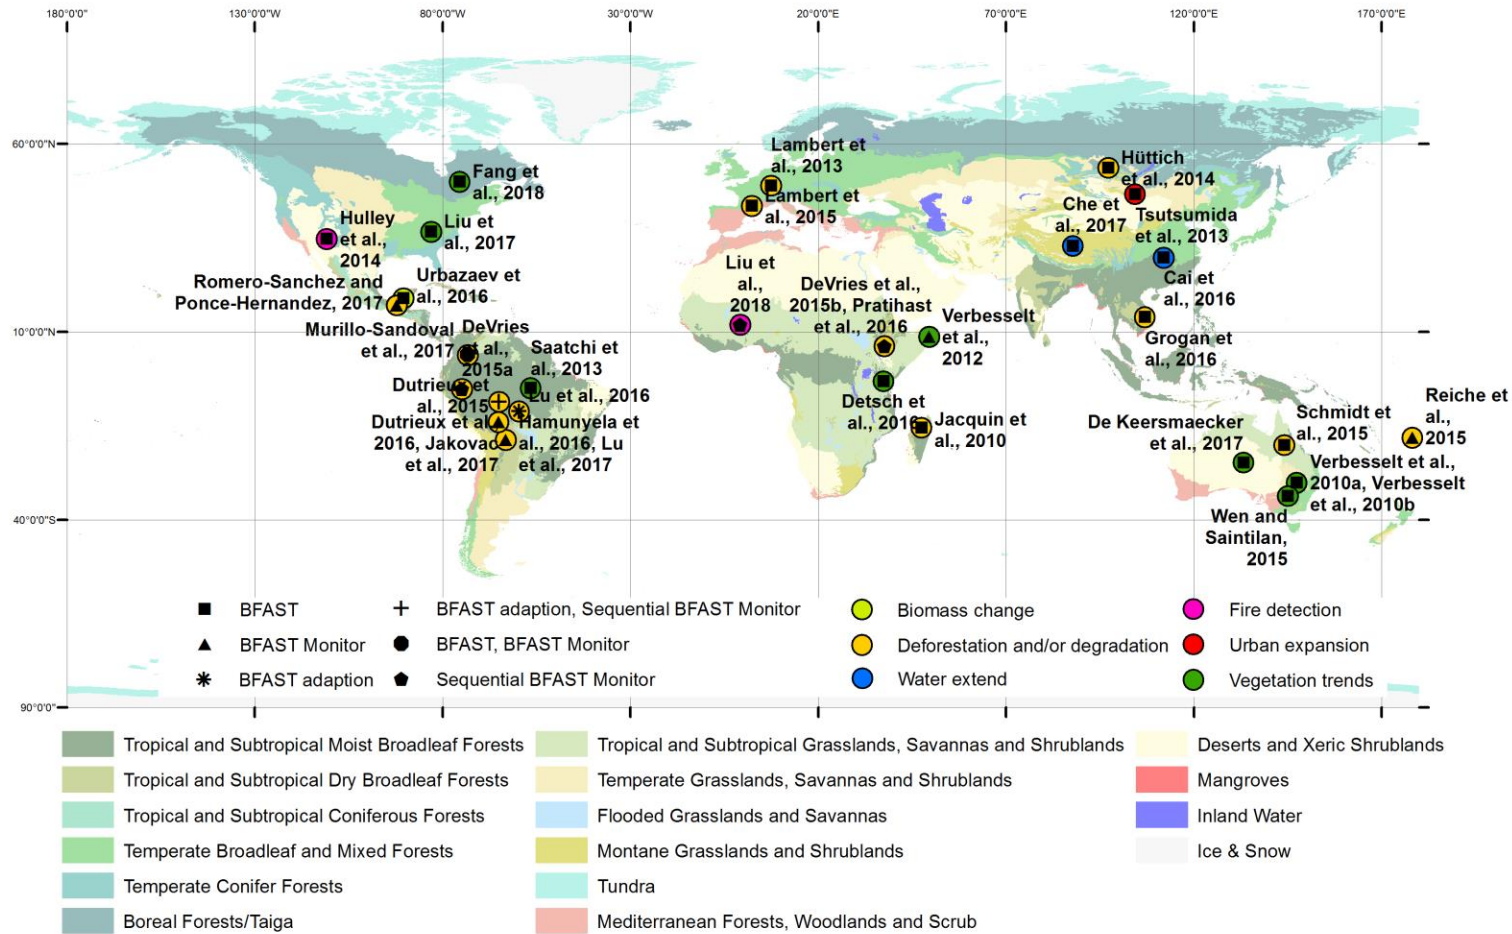 180°0'0"
130°0'0"W
80°0'0"W
30°0'0"W
20°0'0"E
70°0'0"E
120°0'0"E
170°0'0"E
60°0'0"N
10°0'0"N
40°0'0"S
90°0'0"
Fang et
al., 2018
Hulley
et al.,
2014
Liu et
al., 2017
Romero-Sanchez and
Ponce-Hernandez, 2017
Urbazaev et
al., 2016
Murillo-Sandoval
et al., 2017
DeVries
et al.,
2015a
Saatchi et
al., 2013
Dutrieux et
al., 2015
Lu et al., 2016
Dutrieux et al.,
2016, Jakovac
et al., 2017
Hamunyela et
al., 2016, Lu
et al., 2017
Lambert et
al., 2013
Lambert et
al., 2015
Liu et
al.,
2018
DeVries et al.,
2015b, Pratihast
et al., 2016
Verbesselt
et al.,
2012
Detsch et
al., 2016
Jacquin et
al., 2010
Hüttich
et al., 2014
Che et
al., 2017
Tsutsumida
et al., 2013
Cai et
al., 2016
Grogan et
al., 2016
De Keersmaecker
et al., 2017
Schmidt et
al., 2015
Reiche et
al.,
2015
Verbesselt et al.,
2010a, Verbesselt
et al., 2010b
Wen and
Saintilan,
2015
BFAST
BFAST Monitor
BFAST adaption
BFAST adaption, Sequential BFAST Monitor
BFAST, BFAST Monitor
Sequential BFAST Monitor
Biomass change
Deforestation and/or degradation
Water extend
Fire detection
Urban expansion
Vegetation trends
Tropical and Subtropical Moist Broadleaf Forests
Tropical and Subtropical Dry Broadleaf Forests
Tropical and Subtropical Coniferous Forests
Temperate Broadleaf and Mixed Forests
Temperate Conifer Forests
Boreal Forests/Taiga
Tropical and Subtropical Grasslands, Savannas and Shrublands
Temperate Grasslands, Savannas and Shrublands
Flooded Grasslands and Savannas
Montane Grasslands and Shrublands
Tundra
Mediterranean Forests, Woodlands and Scrub
Deserts and Xeric Shrublands
Mangroves
Inland Water
Ice & Snow